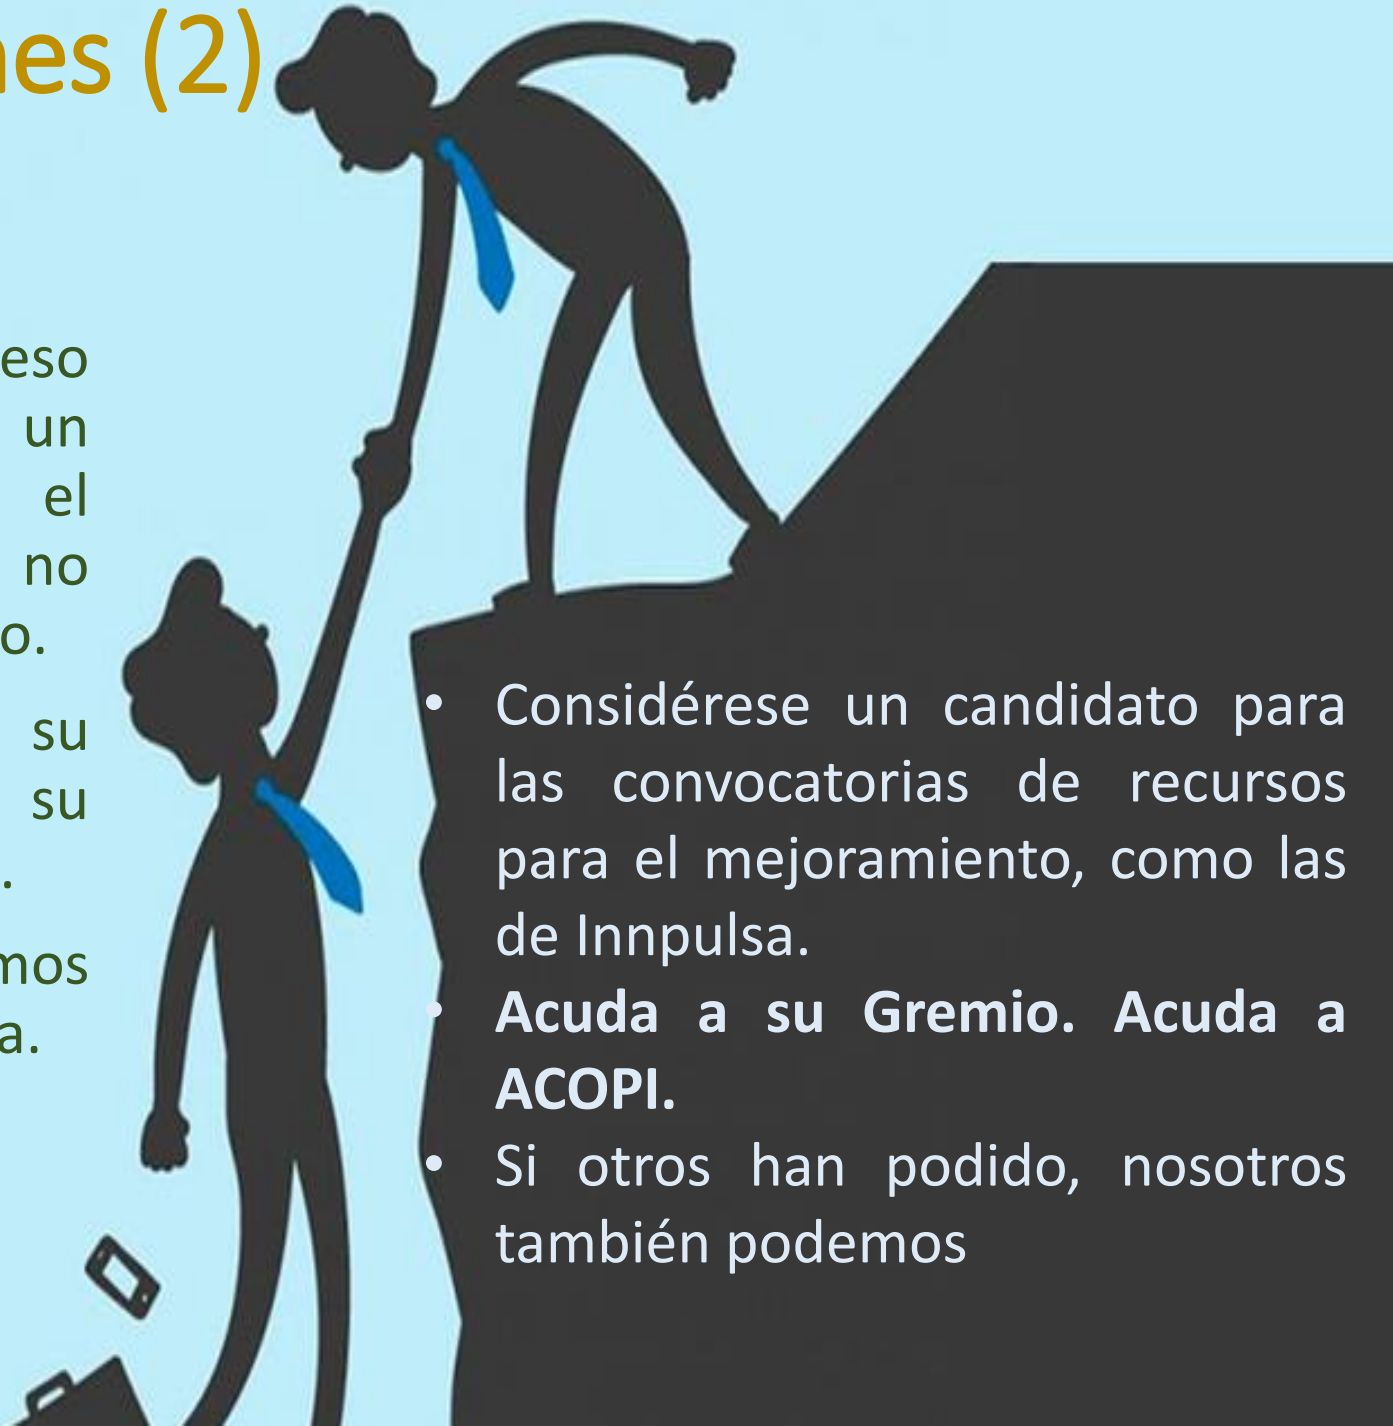 nes (2)
eso
un
el
no
o.
su
su
.
mos
a.
• Considérese un candidato para
las convocatorias de recursos
para el mejoramiento, como las
de Innpulsa.
• Acuda a su Gremio. Acuda a
ACOPI.
• Si otros han podido, nosotros
también podemos